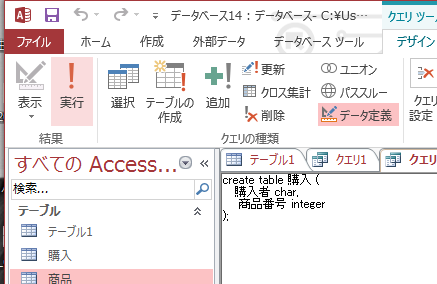 データベース14 : データベース- C:¥Us…
クエリ ツー
ファイル ホーム 作成 外部データ データベース ツール デザイン
表示 実行 選択 テーブルの作成 追加
更新 クロス集計 削除
ユニオン パススルー データ定義
クエリ
設定
結果 クエリの種類
すべての Access...
検索...
テーブル
テーブル1
購入
商品
テーブル1 クエリ1 クエリ
create table 購入 (
購入者 char,
商品番号 integer
);